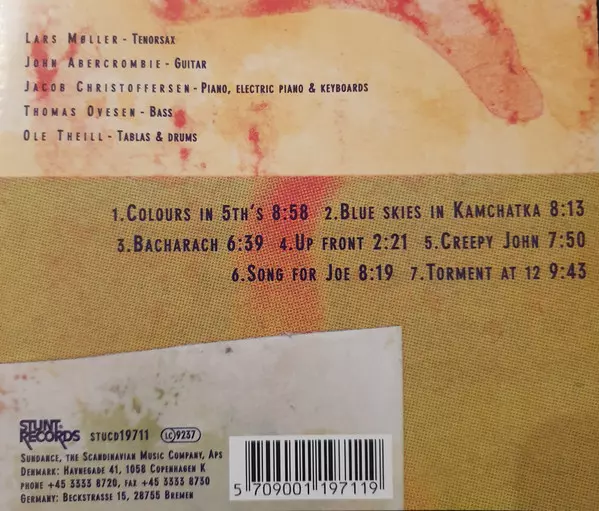 Lars Møller - Tenorsax
John Abercrombie - Guitar
Jacob Christoffersen - Piano, electric piano & keyboards
Thomas Ovesen - Bass
Ole Theill - Tablas & drums
1.Colours in 5th's 8:58 2.Blue skies in Kamchatka 8:13
3.Bacharach 6:39 4.Up front 2:21 5.Creepy John 7:50
6.Song for Joe 8:19 7.Torment at 12 9:43
STUNT-
RECORDS STUCD19711 LC 9237
Sundance, the Scandinavian Music Company, Aps
Denmark: Havnegade 41, 1058 Copenhagen K
phone +45 3333 8720, fax +45 3333 8730
Germany: Beckstrasse 15, 28755 Bremen
5 709001 197119